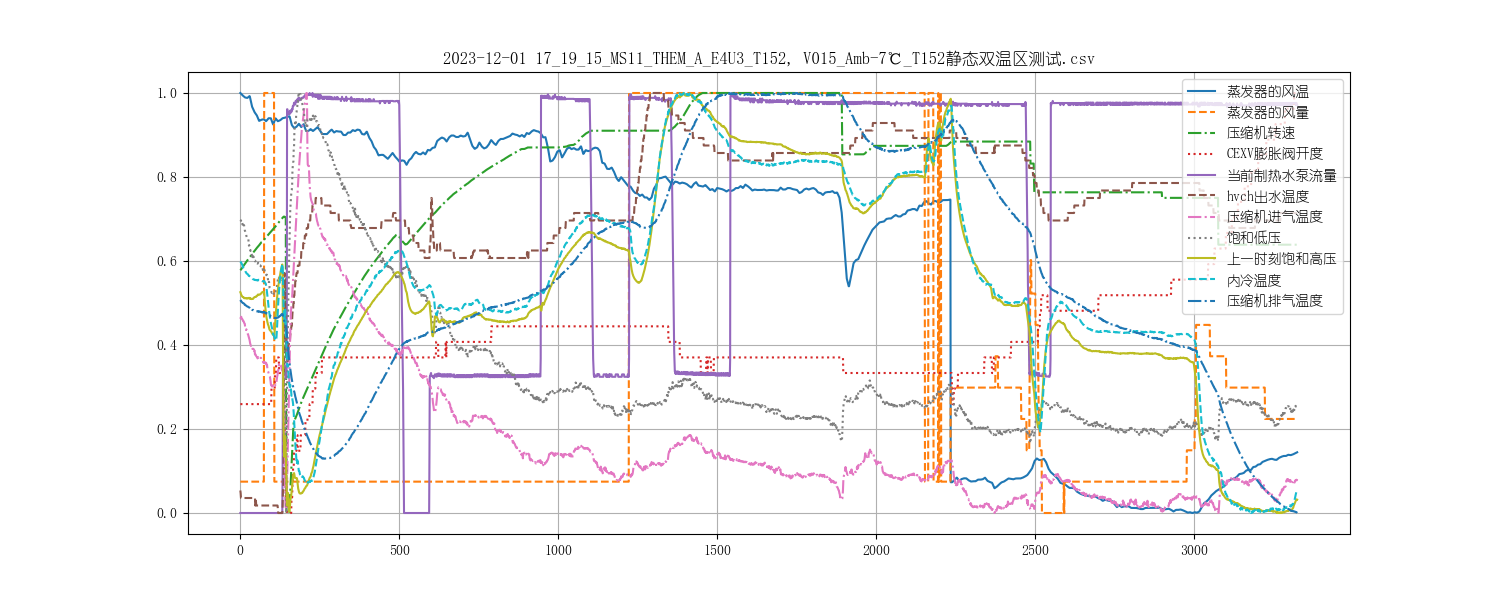 2023-12-01 17_19_15_MS11_THEM_A_E4U3_T152, V015_Amb-7℃_T152静态双温区测试.csv
1.0
0.8
0.6
0.4
0.2
0.0
0
500
1000
1500
2000
2500
3000
蒸发器的风温
蒸发器的风量
压缩机转速
CEXV膨胀阀开度
当前制热水泵流量
hvch出水温度
压缩机进气温度
饱和低压
上一时刻饱和高压
内冷温度
压缩机排气温度